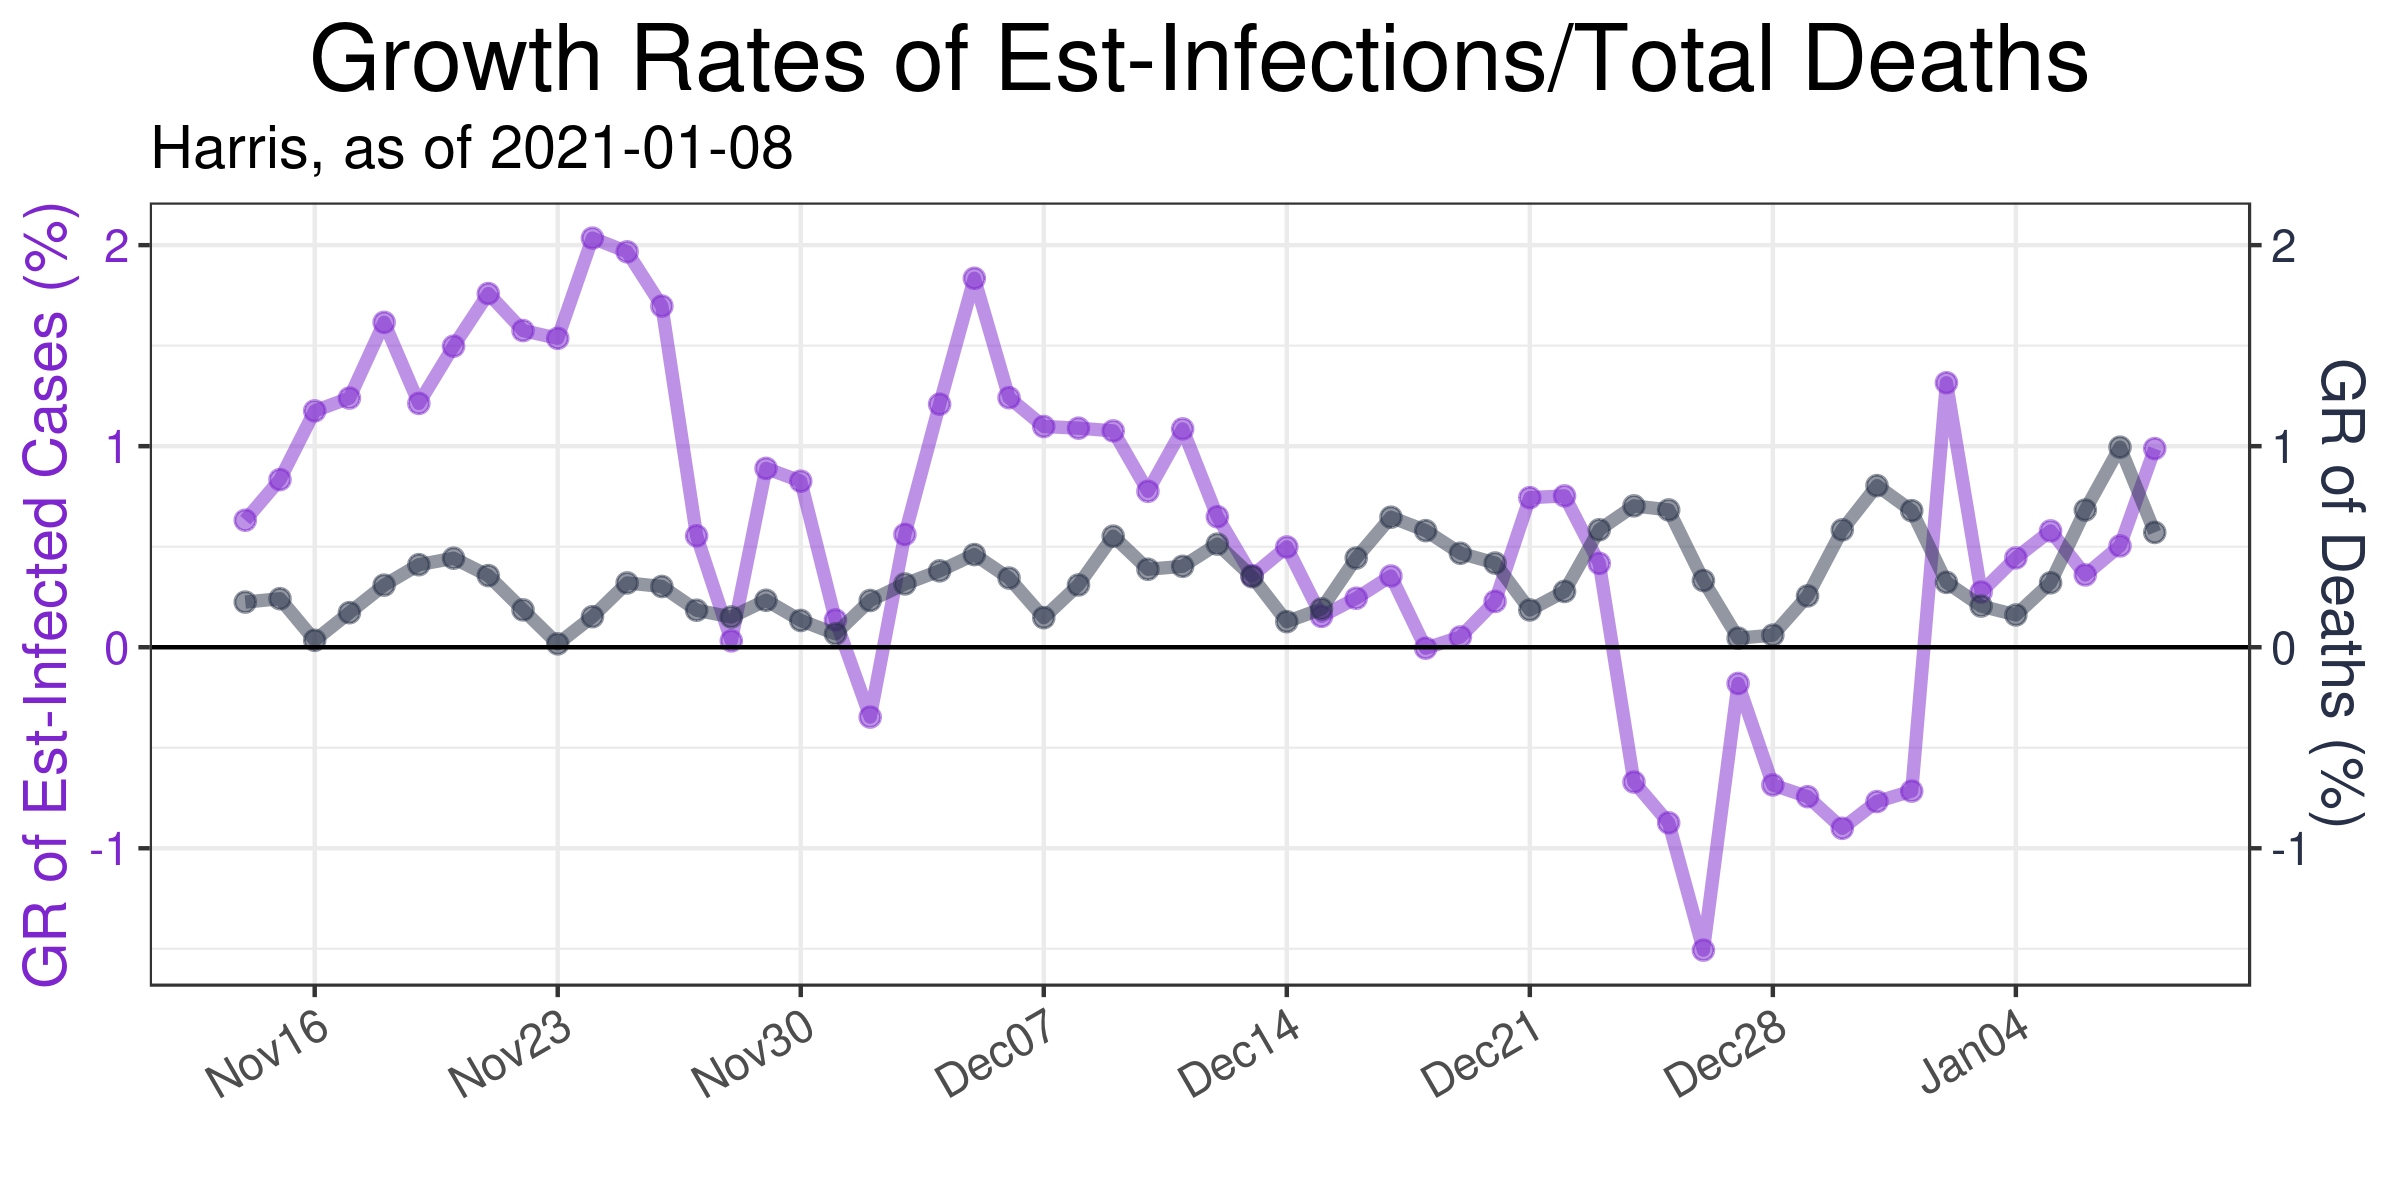 Growth Rates of Est-Infections/Total Deaths
Harris, as of 2021-01-08
GR of Est-Infected Cases (%)
2
1
0
-1
2
1
0
-1
GR of Deaths (%)
Nov16
Nov23
Nov30
Dec07
Dec14
Dec21
Dec28
Jan04